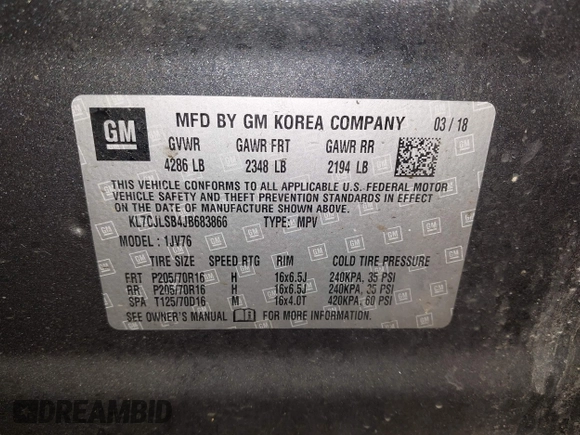 GM
MFD BY GM KOREA COMPANY 03 / 18
GVWR GAWR FRT GAWR RR
4286 LB 2348 LB 2194 LB
THIS VEHICLE CONFORMS TO ALL APPLICABLE U.S. FEDERAL MOTOR
VEHICLE SAFETY AND THEFT PREVENTION STANDARDS IN EFFECT
ON THE DATE OF MANUFACTURE SHOWN ABOVE.
KL7CJLSB4JB683866 TYPE: MPV
MODEL : 1JV76
TIRE SIZE SPEED RTG RIM COLD TIRE PRESSURE
FRT P205/70R16 H 16x6.5J 240KPA, 35 PSI
RR P205/70R16 H 16x6.5J 240KPA, 35 PSI
SPA T125/70D16 M 16x4.0T 420KPA, 60 PSI
SEE OWNER'S MANUAL FOR MORE INFORMATION.
DREAMBID